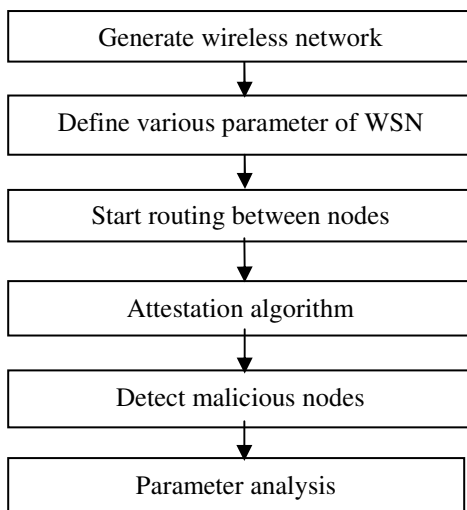 Generate wireless network
Define various parameter of WSN
Start routing between nodes
Attestation algorithm
Detect malicious nodes
Parameter analysis